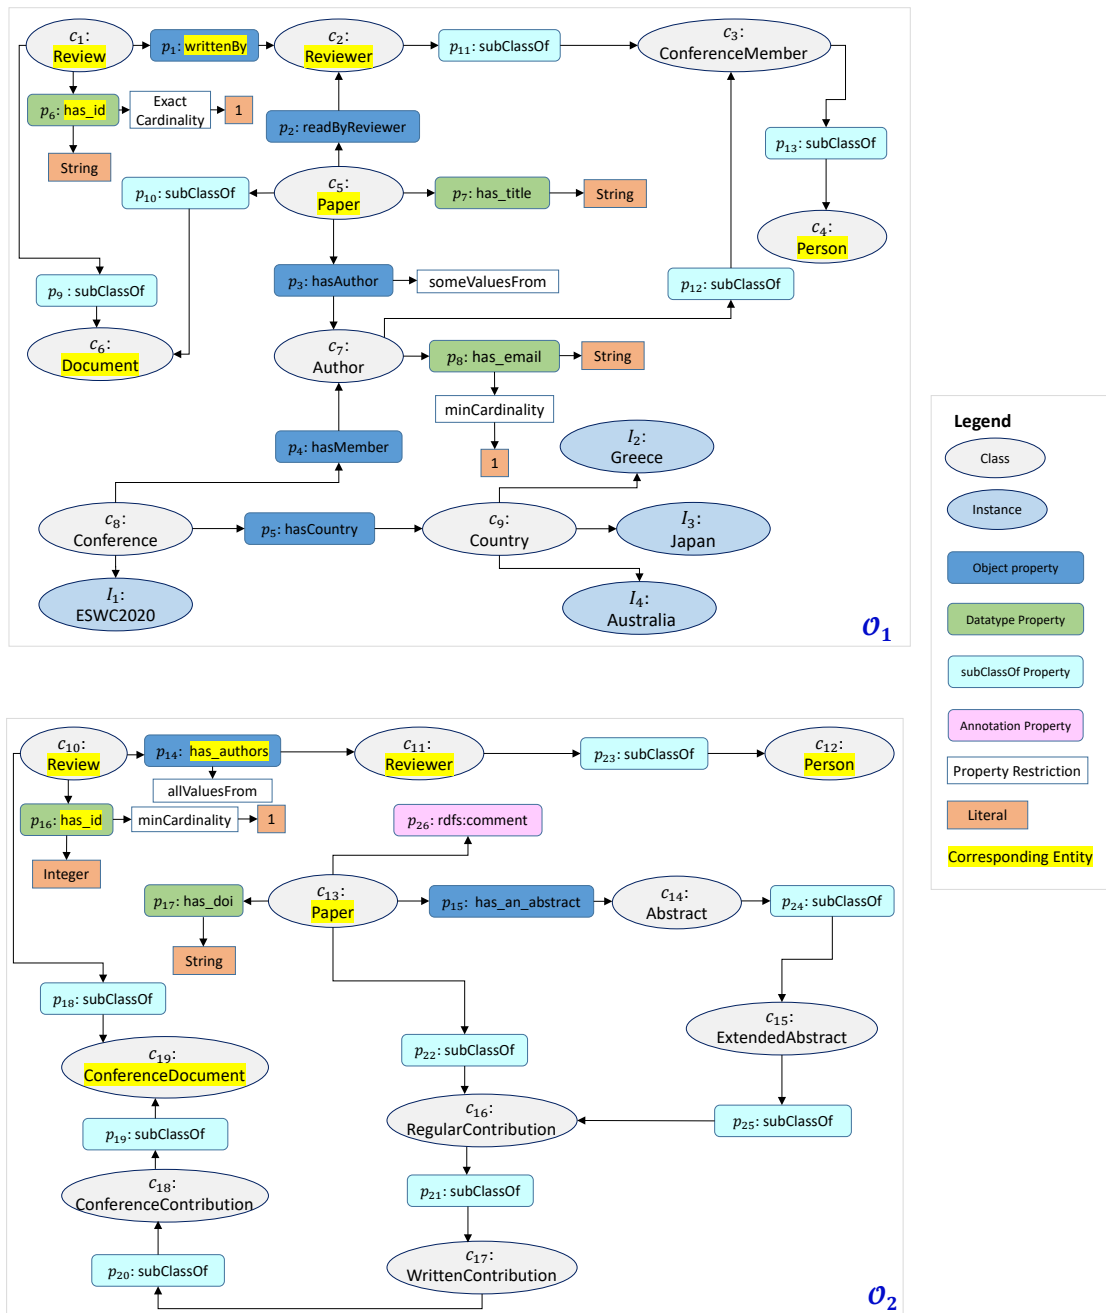 c1:
Review
p1: writtenBy
c2:
Reviewer
p11: subClassOf
c3:
ConferenceMember
p6: has_id
Exact
Cardinality
1
String
p2: readByReviewer
p13: subClassOf
p10: subClassOf
c5:
Paper
p7: has_title
String
c4:
Person
p9 : subClassOf
p3: hasAuthor
someValuesFrom
p12: subClassOf
c6:
Document
c7:
Author
p8: has_email
String
minCardinality
1
p4: hasMember
I2:
Greece
c8:
Conference
p5: hasCountry
c9:
Country
I3:
Japan
I1:
ESWC2020
I4:
Australia
O1
Legend
Class
Instance
Object property
Datatype Property
subClassOf Property
Annotation Property
Property Restriction
Literal
Corresponding Entity
c10:
Review
p14: has_authors
c11:
Reviewer
p23: subClassOf
c12:
Person
allValuesFrom
p16: has_id
minCardinality
1
p26: rdfs:comment
Integer
p17: has_doi
c13:
Paper
p15: has_an_abstract
c14:
Abstract
p24: subClassOf
String
p18: subClassOf
c15:
ExtendedAbstract
c19:
ConferenceDocument
p22: subClassOf
c16:
RegularContribution
p25: subClassOf
p19: subClassOf
c18:
ConferenceContribution
p21: subClassOf
p20: subClassOf
c17:
WrittenContribution
O2